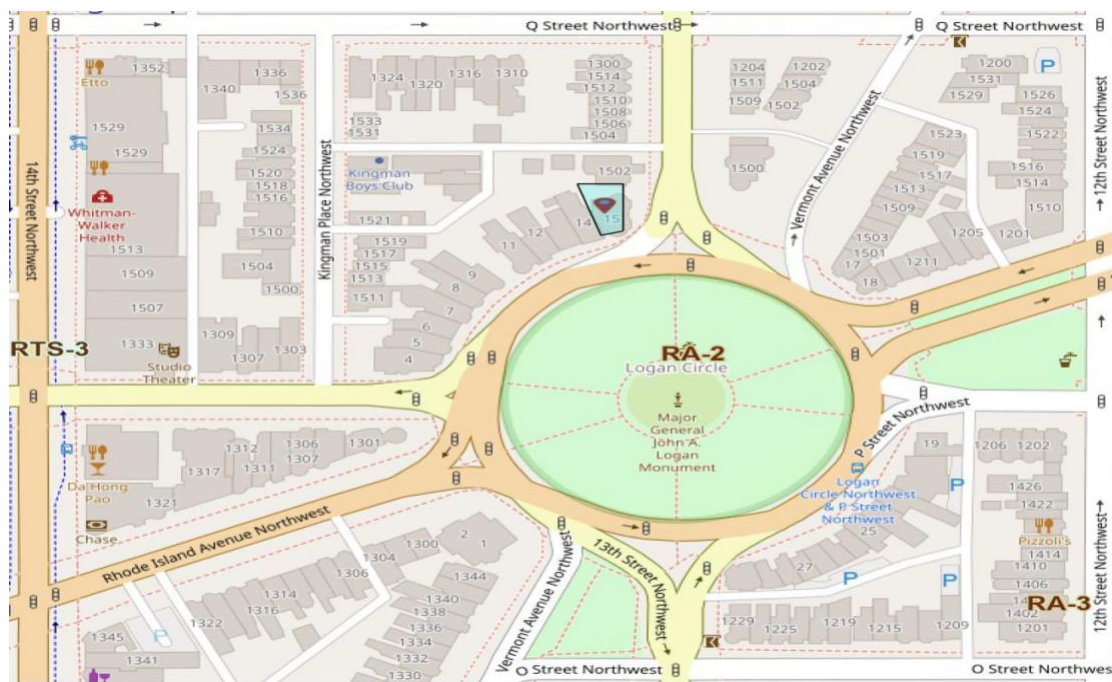 Q Street Northwest
Q Street Northwest
Etto
1352
1340
1336
1536
1324
1320
1316
1310
1300
1514
1512
1510
1508
1506
1504
1204
1511
1509
1202
1504
1502
1200
1531
1529
P
1526
1524
1522
1533
1531
1529
1529
1534
1524
1520
1518
1516
1510
1504
1500
14th Street Northwest
Kingman Place Northwest
Kingman
Boys Club
1502
1500
Vermont Avenue Northwest
1523
1519
1517
1513
1509
1503
1501
17
18
1516
1514
1510
1205
1201
1211
12th Street Northwest
Whitman-
Walker
Health
1513
1509
1507
1333
1521
1519
1517
1515
1513
1511
15
14
12
11
9
8
7
6
5
4
RTS-3
Studio
Theater
1309
1307
1303
RA-2
Logan Circle
Major
General
John A.
Logan
Monument
P Street Northwest
Logan
Circle Northwest
& P Street
Northwest
19
25
27
P
P
P
1206
1202
1426
1422
Pizzoli's
1414
1410
1406
1402
1201
RA-3
12th Street Northwest
Da Hong
Pao
Chase
1321
1317
1312
1311
1306
1307
1301
Rhode Island Avenue Northwest
1345
1341
P
1322
1316
1314
1306
1304
1300
2
1
1344
1340
1338
1336
1334
1332
1330
Vermont Avenue Northwest
13th Street Northwest
1229
1225
1219
1215
1209
O Street Northwest
O Street Northwest